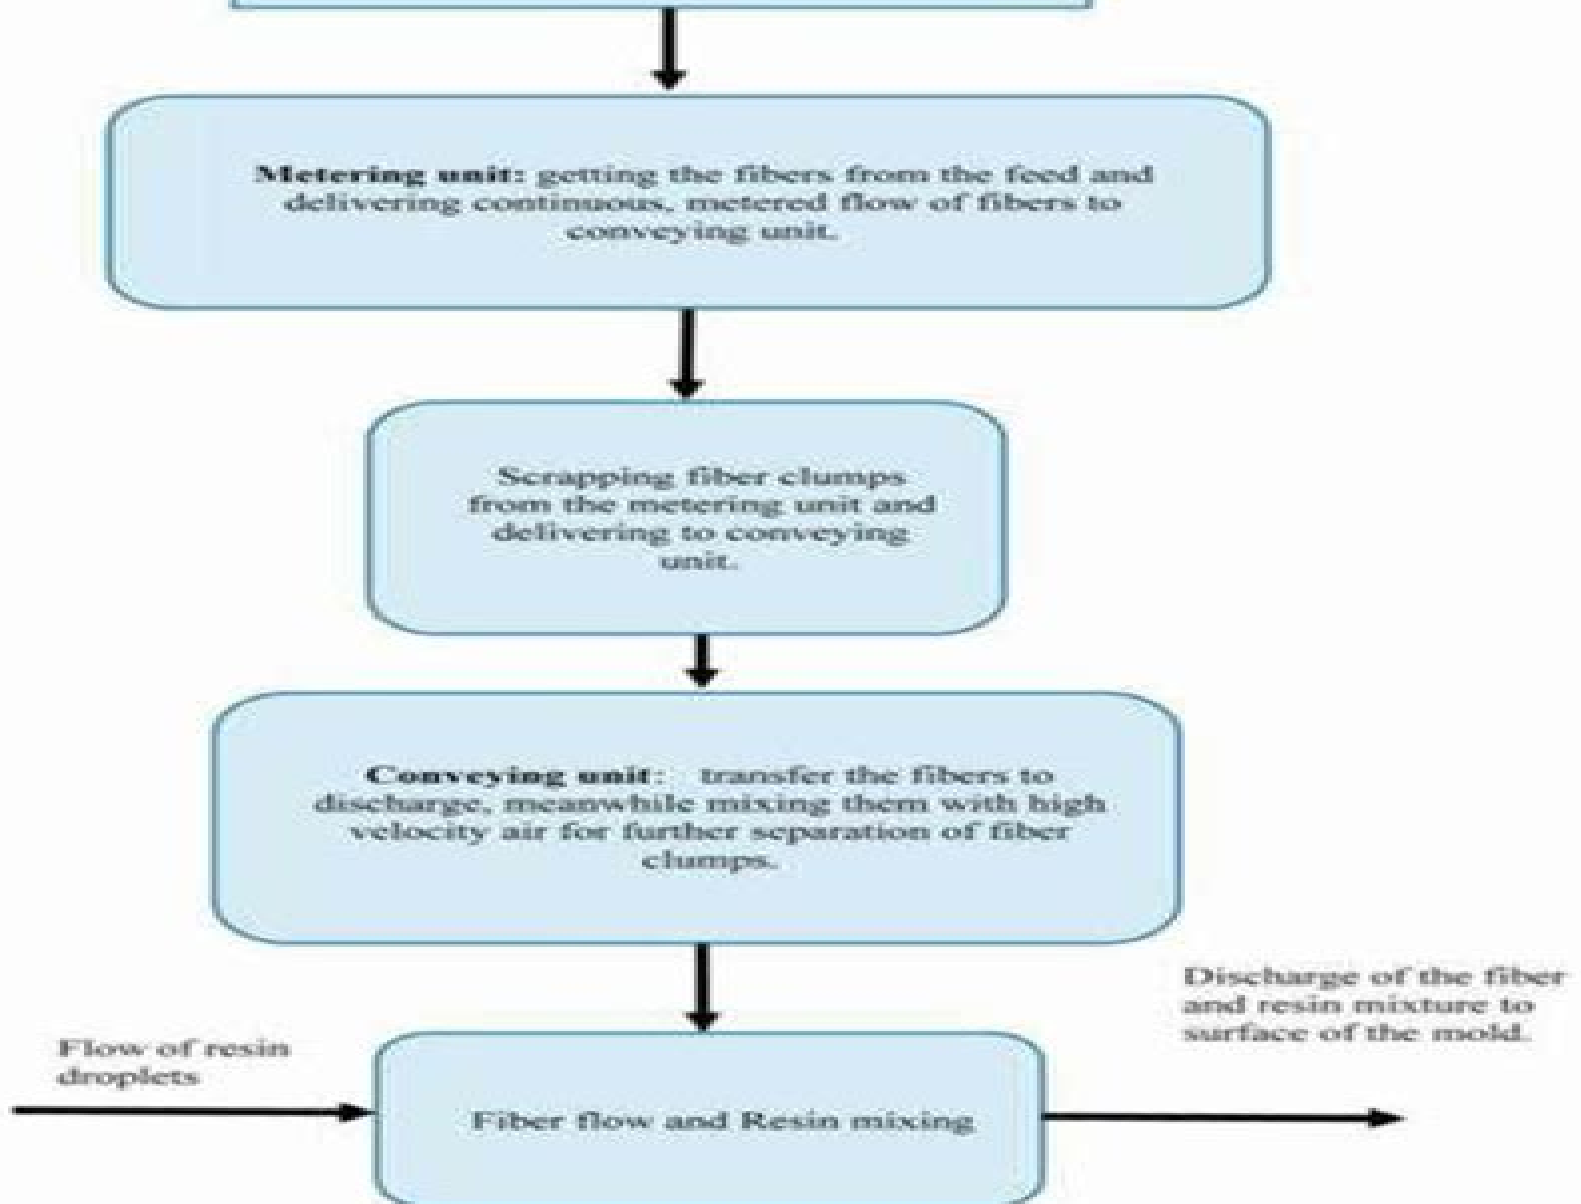 Metering unit: getting the fibers from the feed and
delivering continuous, metered flow of fibers to
conveying unit.
Scrapping fiber clumps
from the metering unit and
delivering to conveying
unit.
Conveying unit: transfer the fibers to
discharge, meanwhile mixing them with high
velocity air for further separation of fiber
clumps.
Discharge of the fiber
and resin mixture to
surface of the mold.
Flow of resin
droplets
Fiber flow and Resin mixing